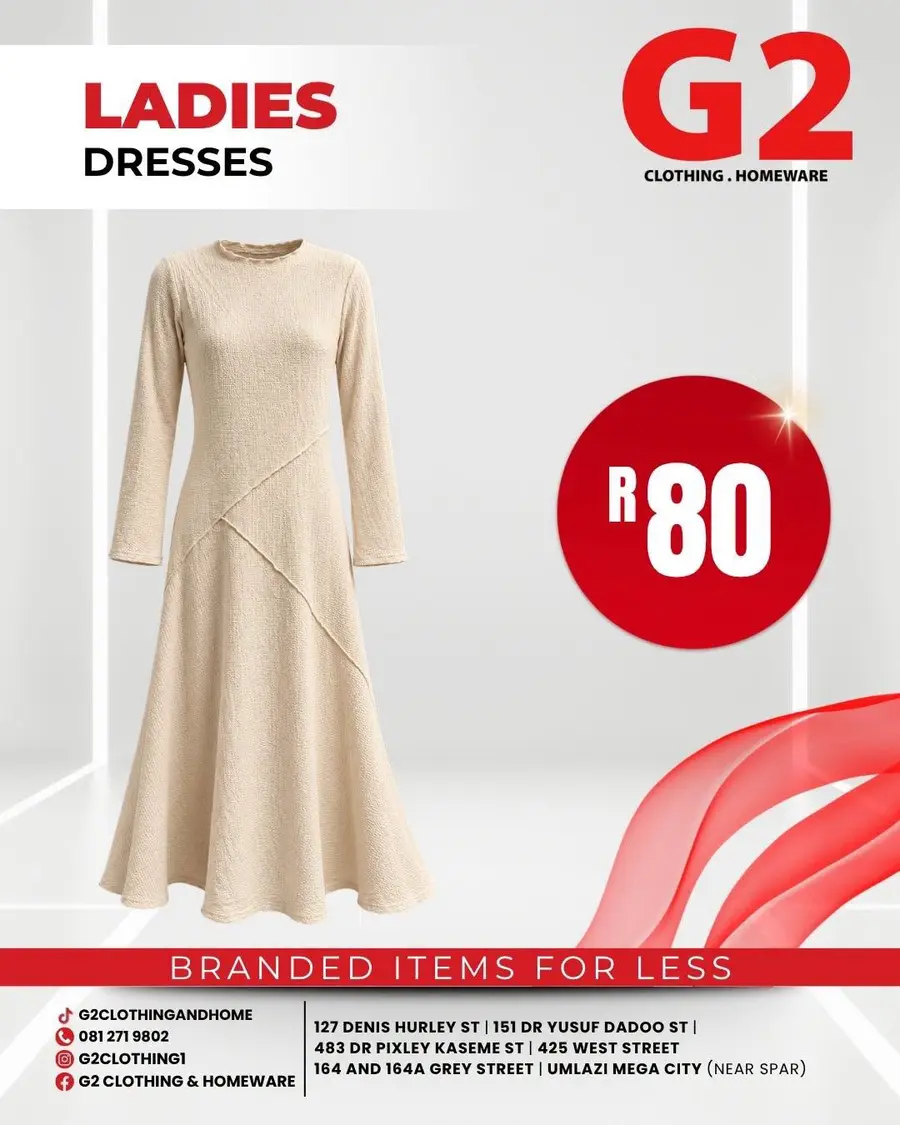 LADIES
DRESSES
G2
CLOTHING . HOMEWARE
R80
BRANDED ITEMS FOR LESS
G2CLOTHINGANDHOME
081 271 9802
G2CLOTHING1
G2 CLOTHING & HOMEWARE
127 DENIS HURLEY ST | 151 DR YUSUF DADOO ST |
483 DR PIXLEY KASEME ST | 425 WEST STREET
164 AND 164A GREY STREET | UMLAZI MEGA CITY (NEAR SPAR)